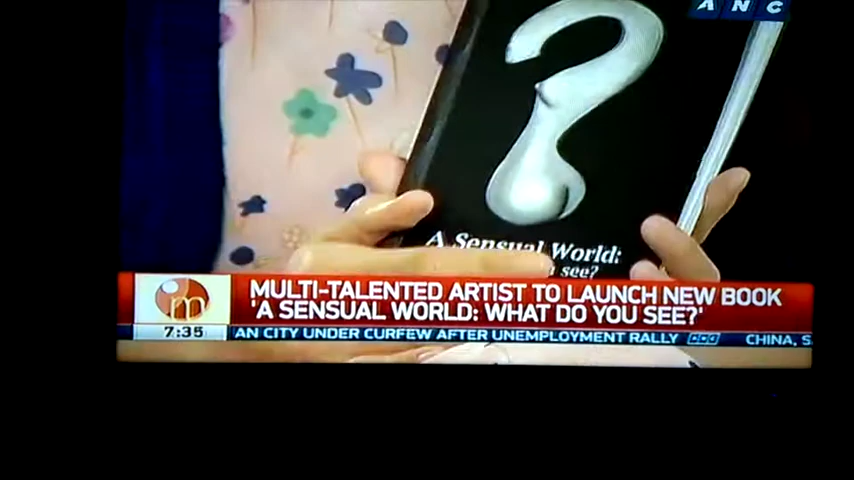 ANC
?
A Sensual World:
see?
m
MULTI-TALENTED ARTIST TO LAUNCH NEW BOOK
'A SENSUAL WORLD: WHAT DO YOU SEE?'
7:35
AN CITY UNDER CURFEW AFTER UNEMPLOYMENT RALLY
CHINA,